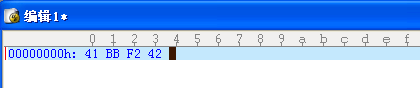 编辑1*
0 1 2 3 4 5 6 7 8 9 a b c d e f
00000000h: 41 BB F2 42